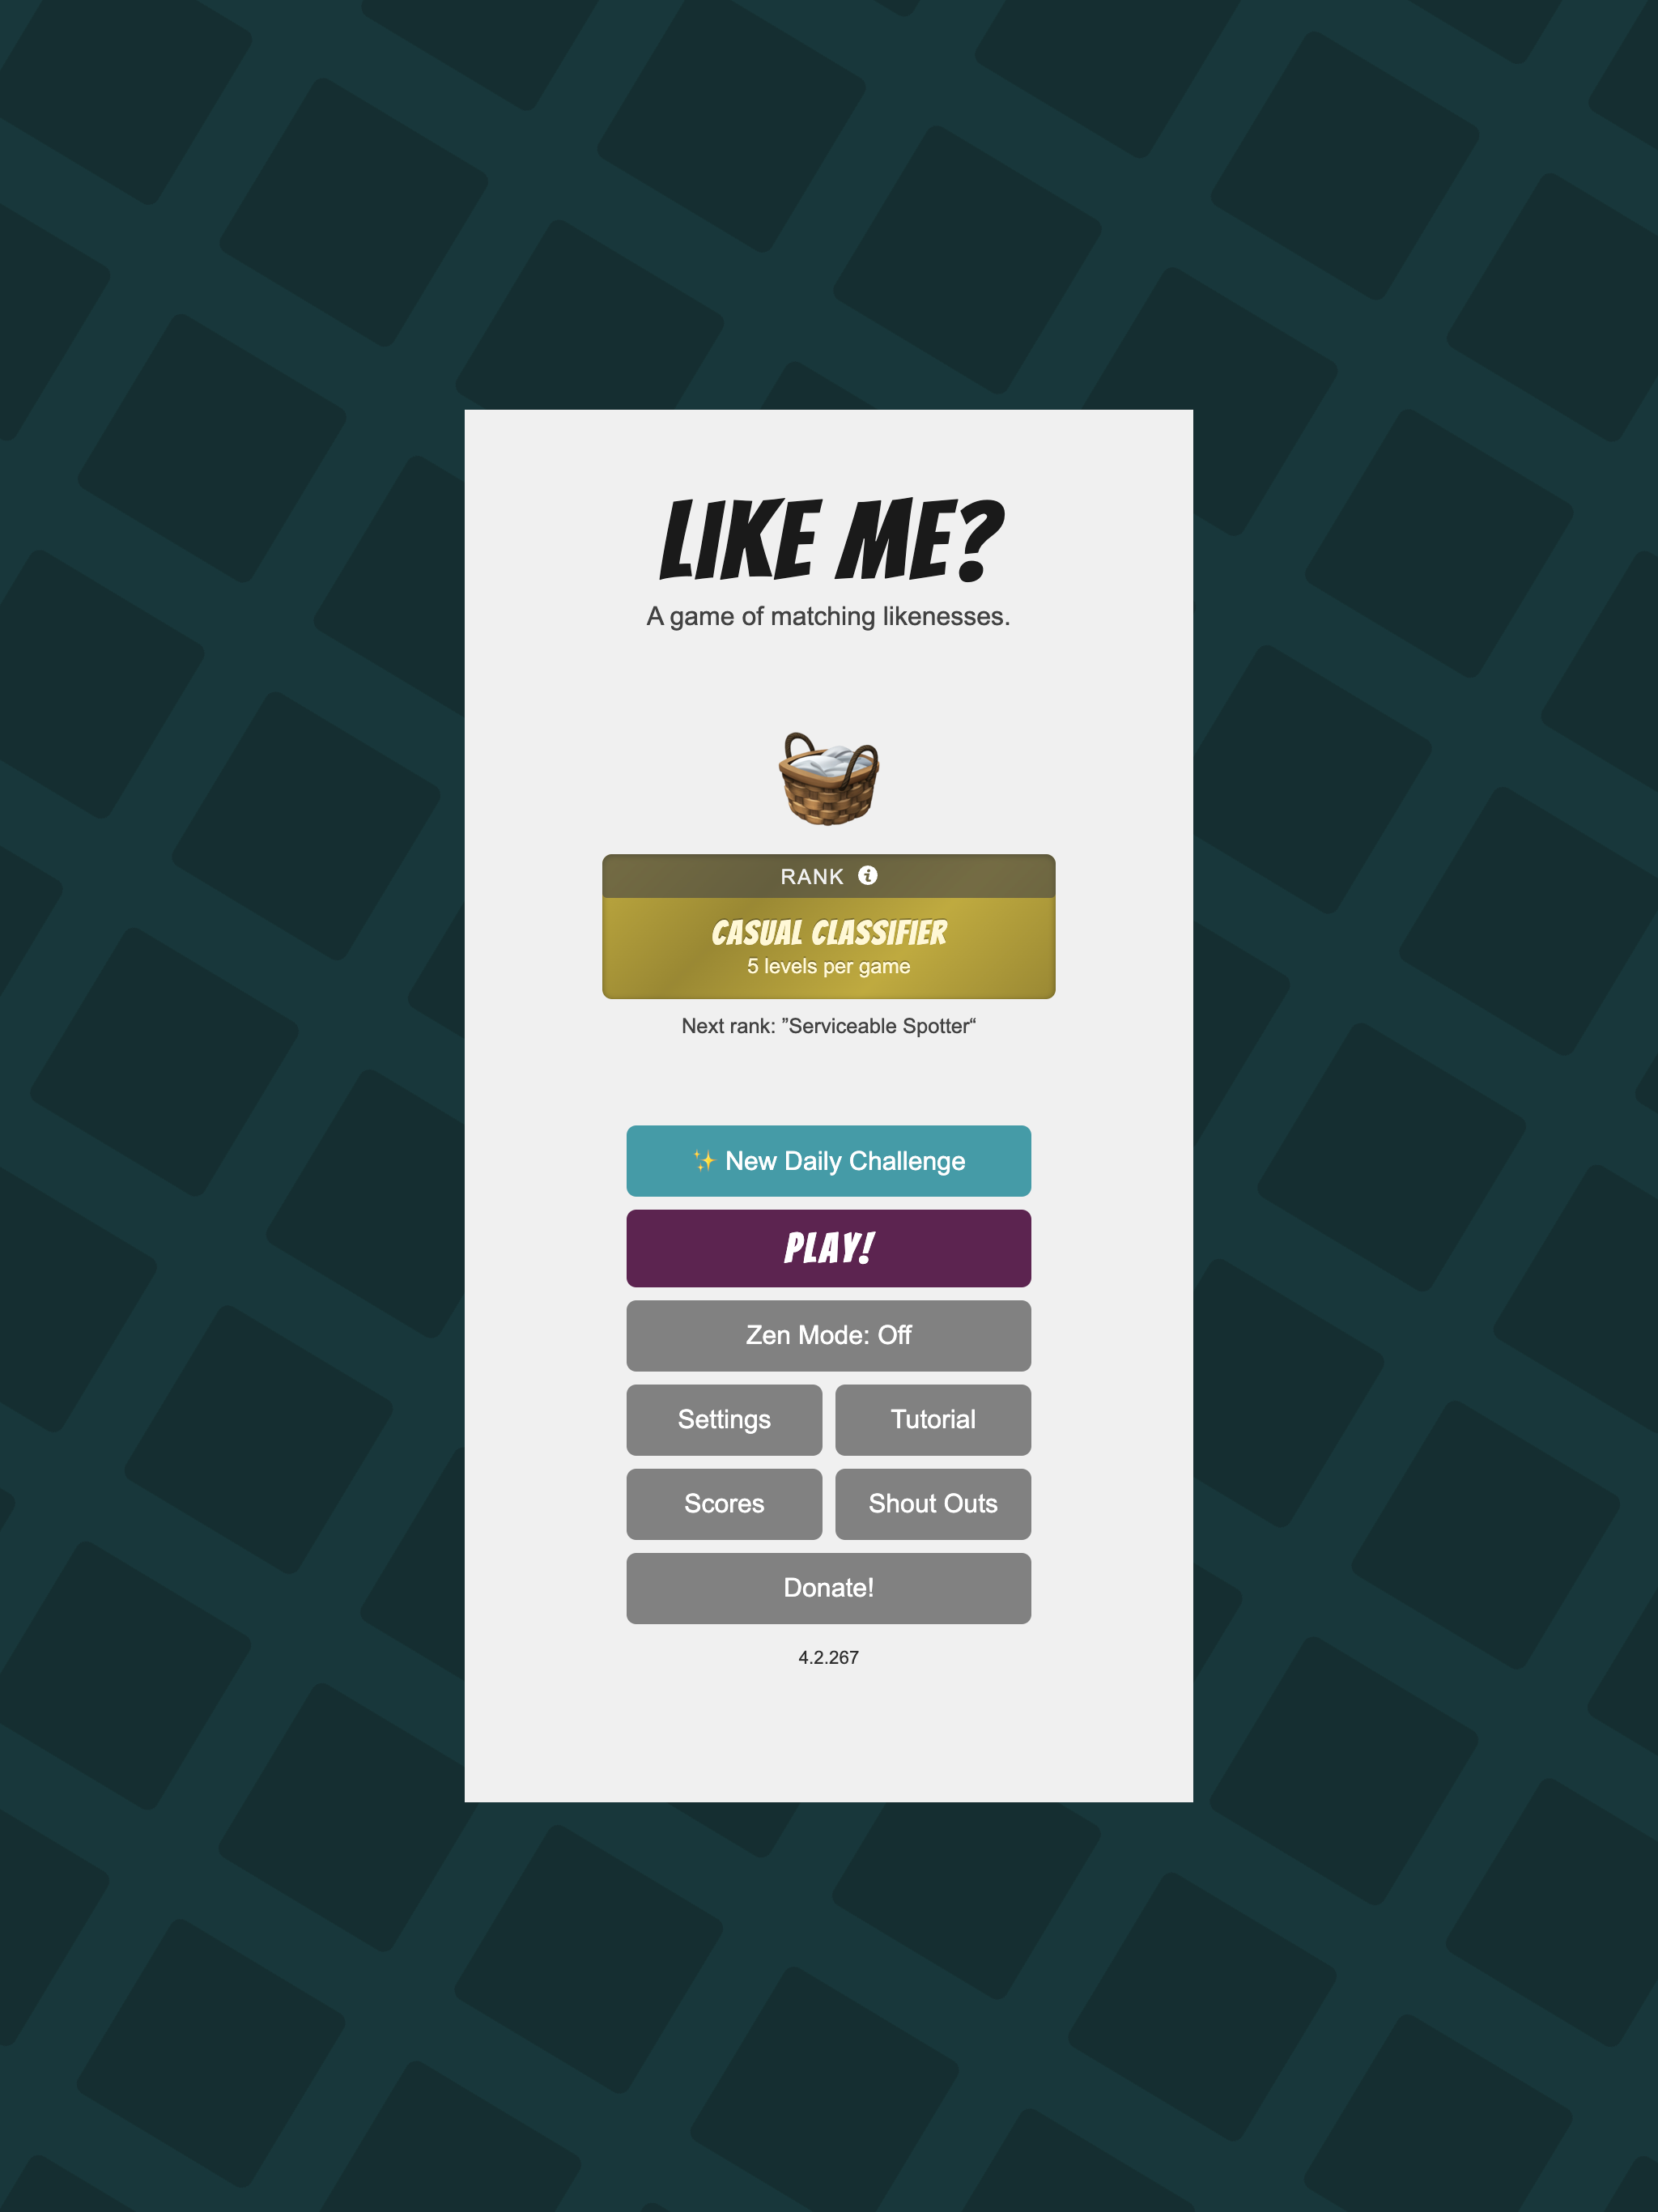 LIKE ME?
A game of matching likenesses.
RANK
CASUAL CLASSIFIER
5 levels per game
Next rank: ”Serviceable Spotter“
✨ New Daily Challenge
PLAY!
Zen Mode: Off
Settings
Tutorial
Scores
Shout Outs
Donate!
4.2.267